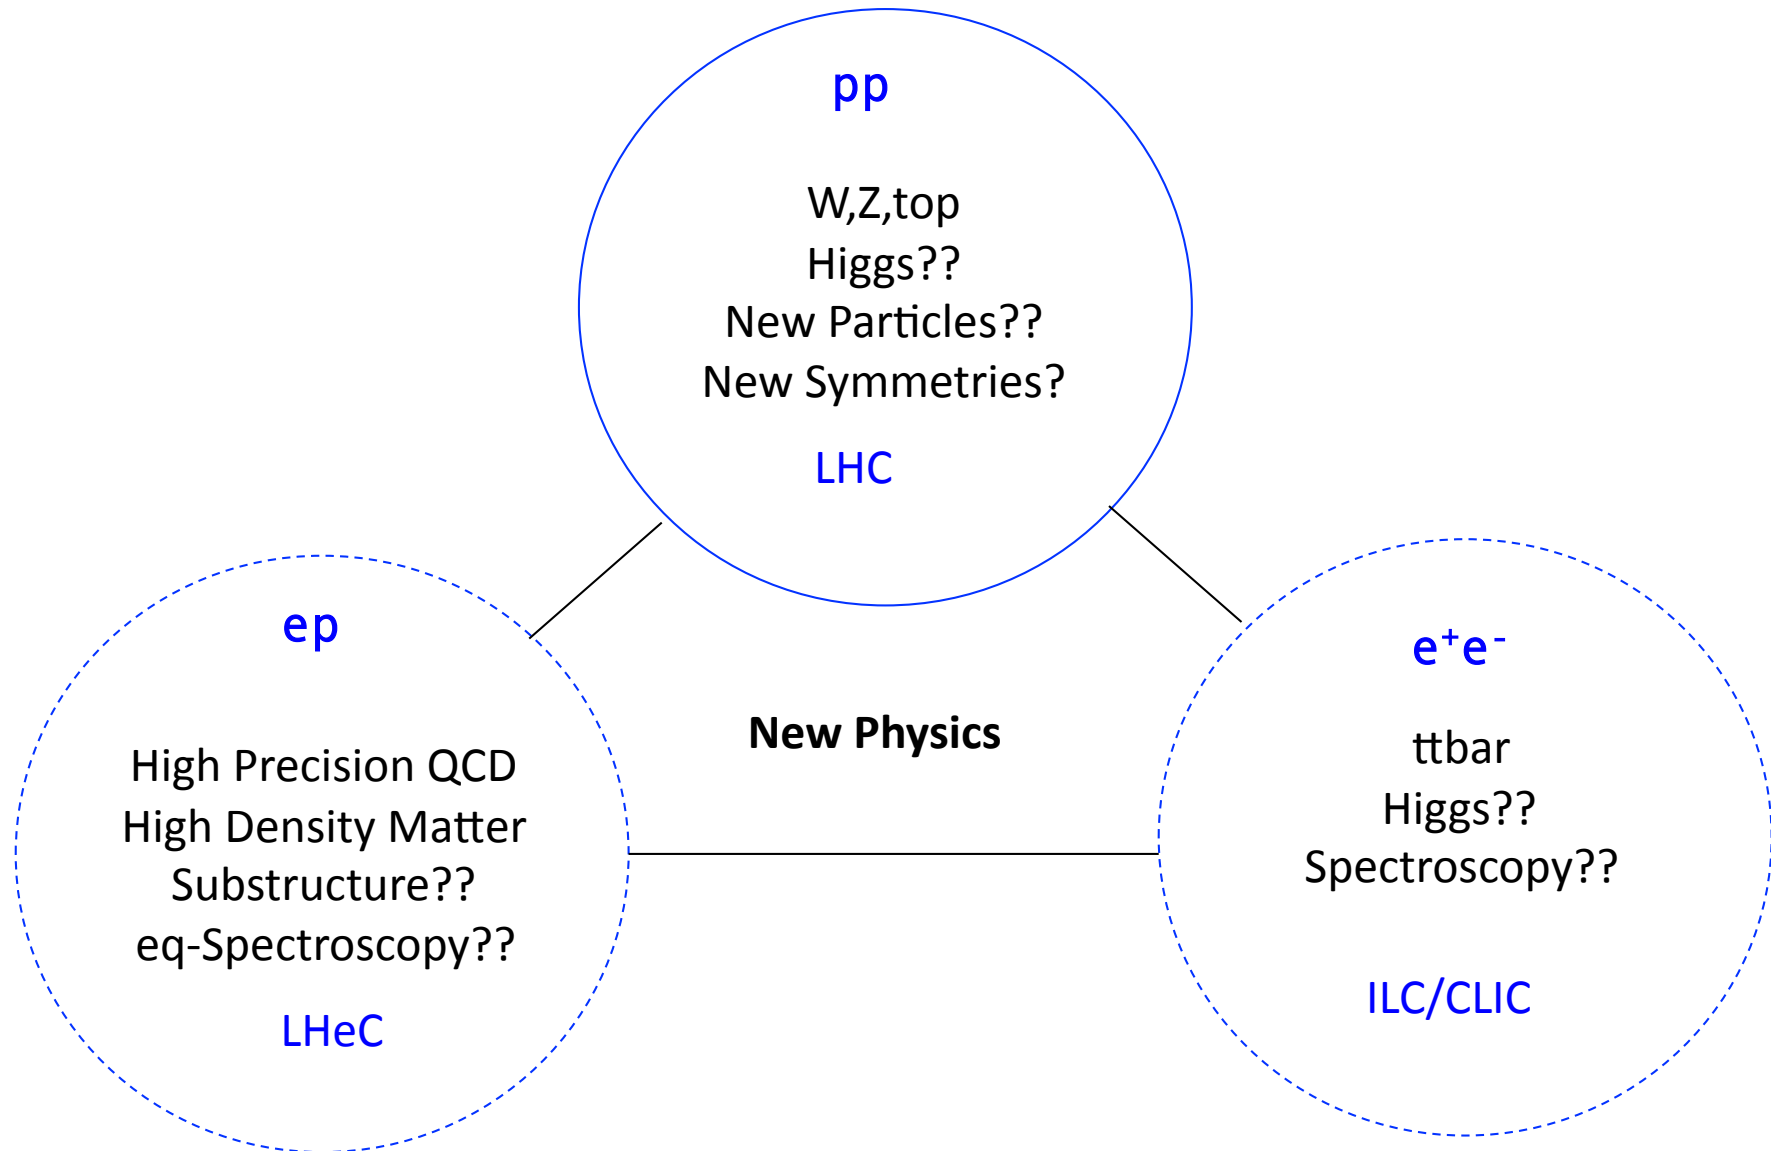 pp
W,Z,top
Higgs??
New Particles??
New Symmetries?
LHC
ep
High Precision QCD
High Density Matter
Substructure??
eq-Spectroscopy??
LHeC
New Physics
e⁺e⁻
ttbar
Higgs??
Spectroscopy??
ILC/CLIC